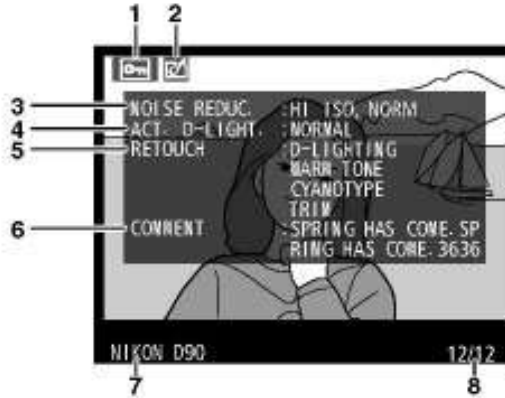 1 2
3 NOISE REDUC. :HI ISO, NORM
4 ACT. D-LIGHT. :NORMAL
5 RETOUCH :D-LIGHTING
WARM TONE
CYANOTYPE
TRIM
6 COMMENT :SPRING HAS COME. SP
RING HAS COME. 3636
NIKON D90 12/12
7 8